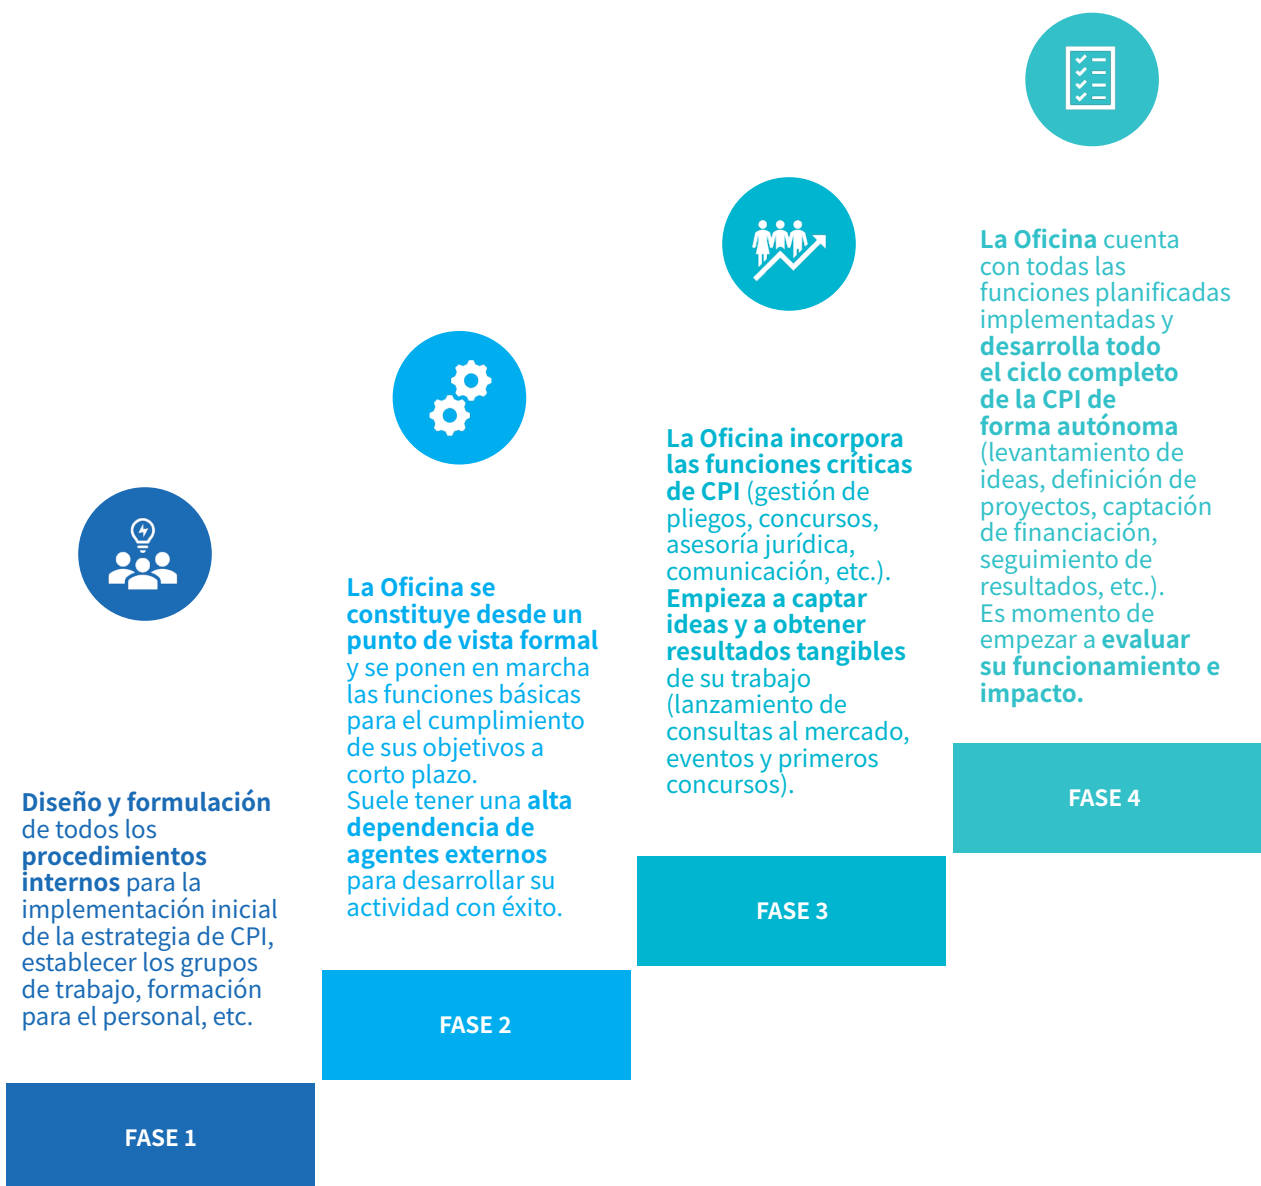 Diseño y formulación
de todos los
procedimientos
internos para la
implementación inicial
de la estrategia de CPI,
establecer los grupos
de trabajo, formación
para el personal, etc.
FASE 1
La Oficina se
constituye desde un
punto de vista formal
y se ponen en marcha
las funciones básicas
para el cumplimiento
de sus objetivos a
corto plazo.
Suele tener una alta
dependencia de
agentes externos
para desarrollar su
actividad con éxito.
FASE 2
La Oficina incorpora
las funciones críticas
de CPI (gestión de
pliegos, concursos,
asesoría jurídica,
comunicación, etc.).
Empieza a captar
ideas y a obtener
resultados tangibles
de su trabajo
(lanzamiento de
consultas al mercado,
eventos y primeros
concursos).
FASE 3
La Oficina cuenta
con todas las
funciones planificadas
implementadas y
desarrolla todo
el ciclo completo
de la CPI de
forma autónoma
(levantamiento de
ideas, definición de
proyectos, captación
de financiación,
seguimiento de
resultados, etc.).
Es momento de
empezar a evaluar
su funcionamiento e
impacto.
FASE 4